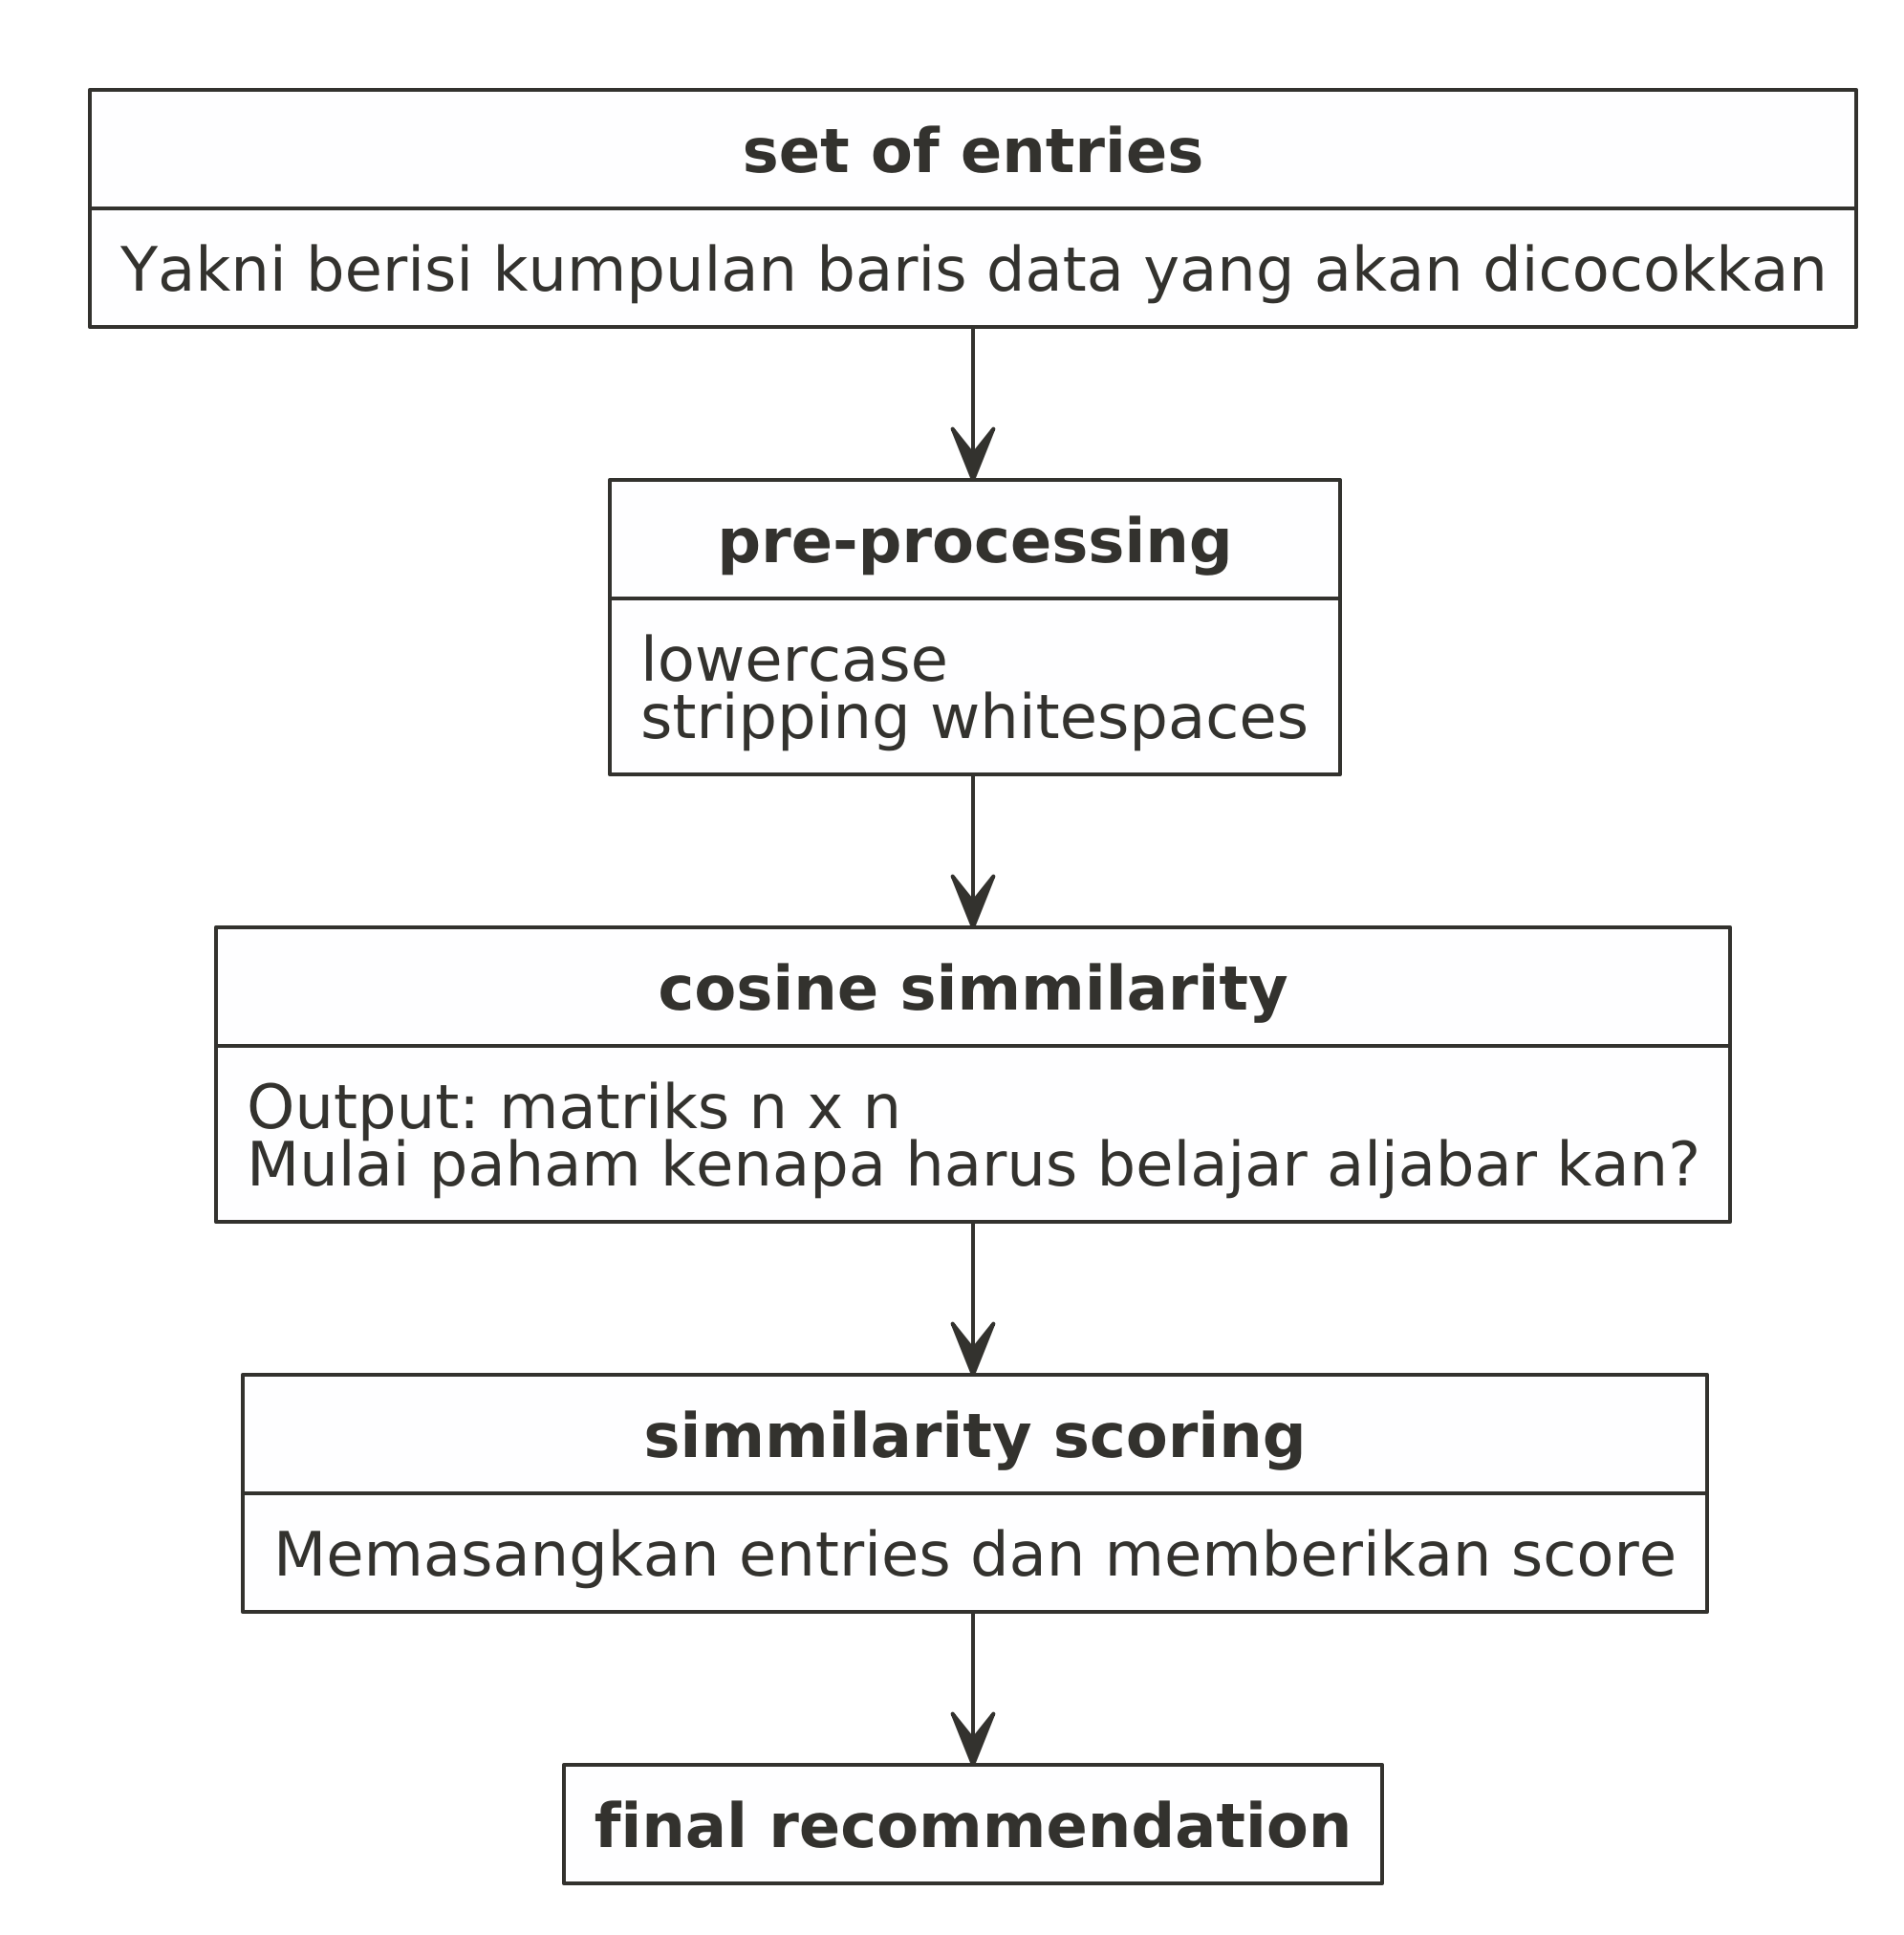 set of entries
Yakni berisi kumpulan baris data yang akan dicocokkan
pre-processing
lowercase
stripping whitespaces
cosine simmilarity
Output: matriks n x n
Mulai paham kenapa harus belajar aljabar kan?
simmilarity scoring
Memasangkan entries dan memberikan score
final recommendation